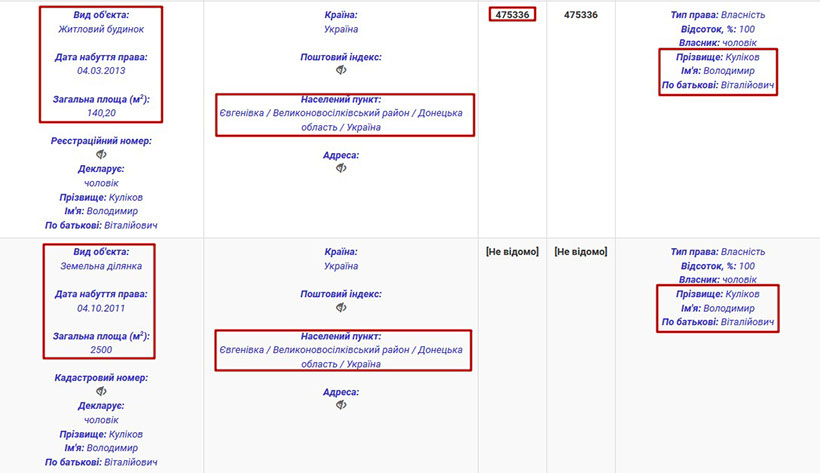 Вид об'єкта:
Житловий будинок
Дата набуття права:
04.03.2013
Загальна площа (м²):
140,20
Реєстраційний номер:
Декларує:
чоловік
Прізвище: Куліков
Ім'я: Володимир
По батькові: Віталійович
Країна:
Україна
Поштовий індекс:
Населений пункт:
Євгенівка / Великоновосілківський район / Донецька
область / Україна
Адреса:
475336
475336
Тип права: Власність
Відсоток, %: 100
Власник: чоловік
Прізвище: Куліков
Ім'я: Володимир
По батькові: Віталійович
Вид об'єкта:
Земельна ділянка
Дата набуття права:
04.10.2011
Загальна площа (м²):
2500
Кадастровий номер:
Декларує:
чоловік
Прізвище: Куліков
Ім'я: Володимир
По батькові: Віталійович
Країна:
Україна
Поштовий індекс:
Населений пункт:
Євгенівка / Великоновосілківський район / Донецька
область / Україна
Адреса:
[Не відомо]
[Не відомо]
Тип права: Власність
Відсоток, %: 100
Власник: чоловік
Прізвище: Куліков
Ім'я: Володимир
По батькові: Віталійович